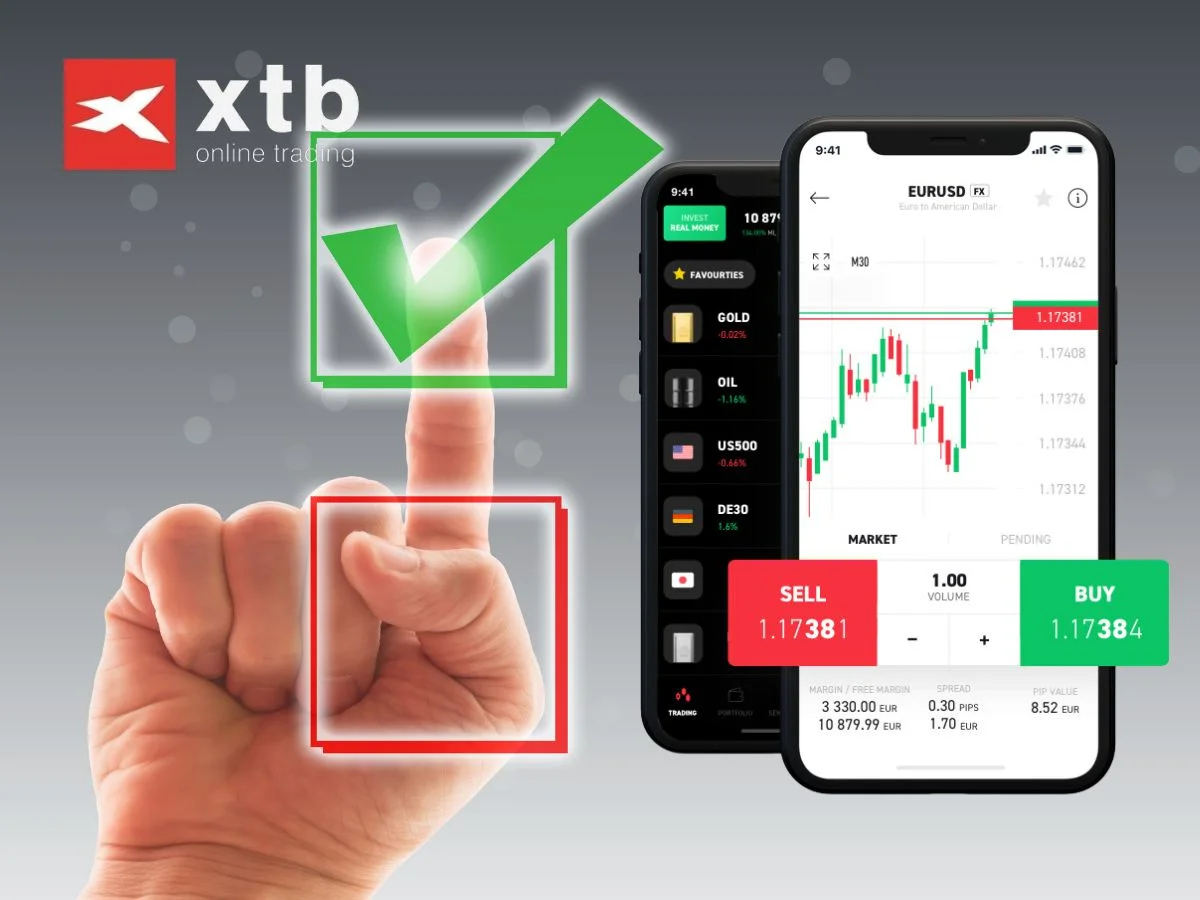 xtb
online trading
9:41
INVEST
REAL MONEY
10 87
FAVOURTIES
GOLD
-0.02%
OIL
-1.16%
US500
-0.66%
DE30
1.6%
TRADING
PORTFOLIO
9:41
EURUSD FX
Euro to American Dollar
M30
1.17462
1.17381
1.17408
1.17376
1.17344
1.17312
MARKET
PENDING
SELL
1.17381
1.00
VOLUME
-
+
BUY
1.17384
MARGIN / FREE MARGIN
3 330.00 EUR
10 879.99 EUR
SPREAD
0.30 PIPS
1.70 EUR
PIP VALUE
8.52 EUR